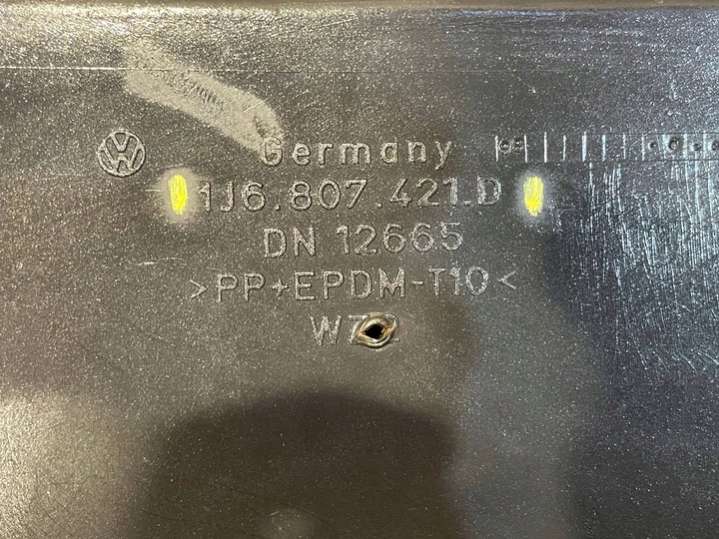 Germany
1J6.807.421.D
DN 12665
>PP+EPDM-T10<